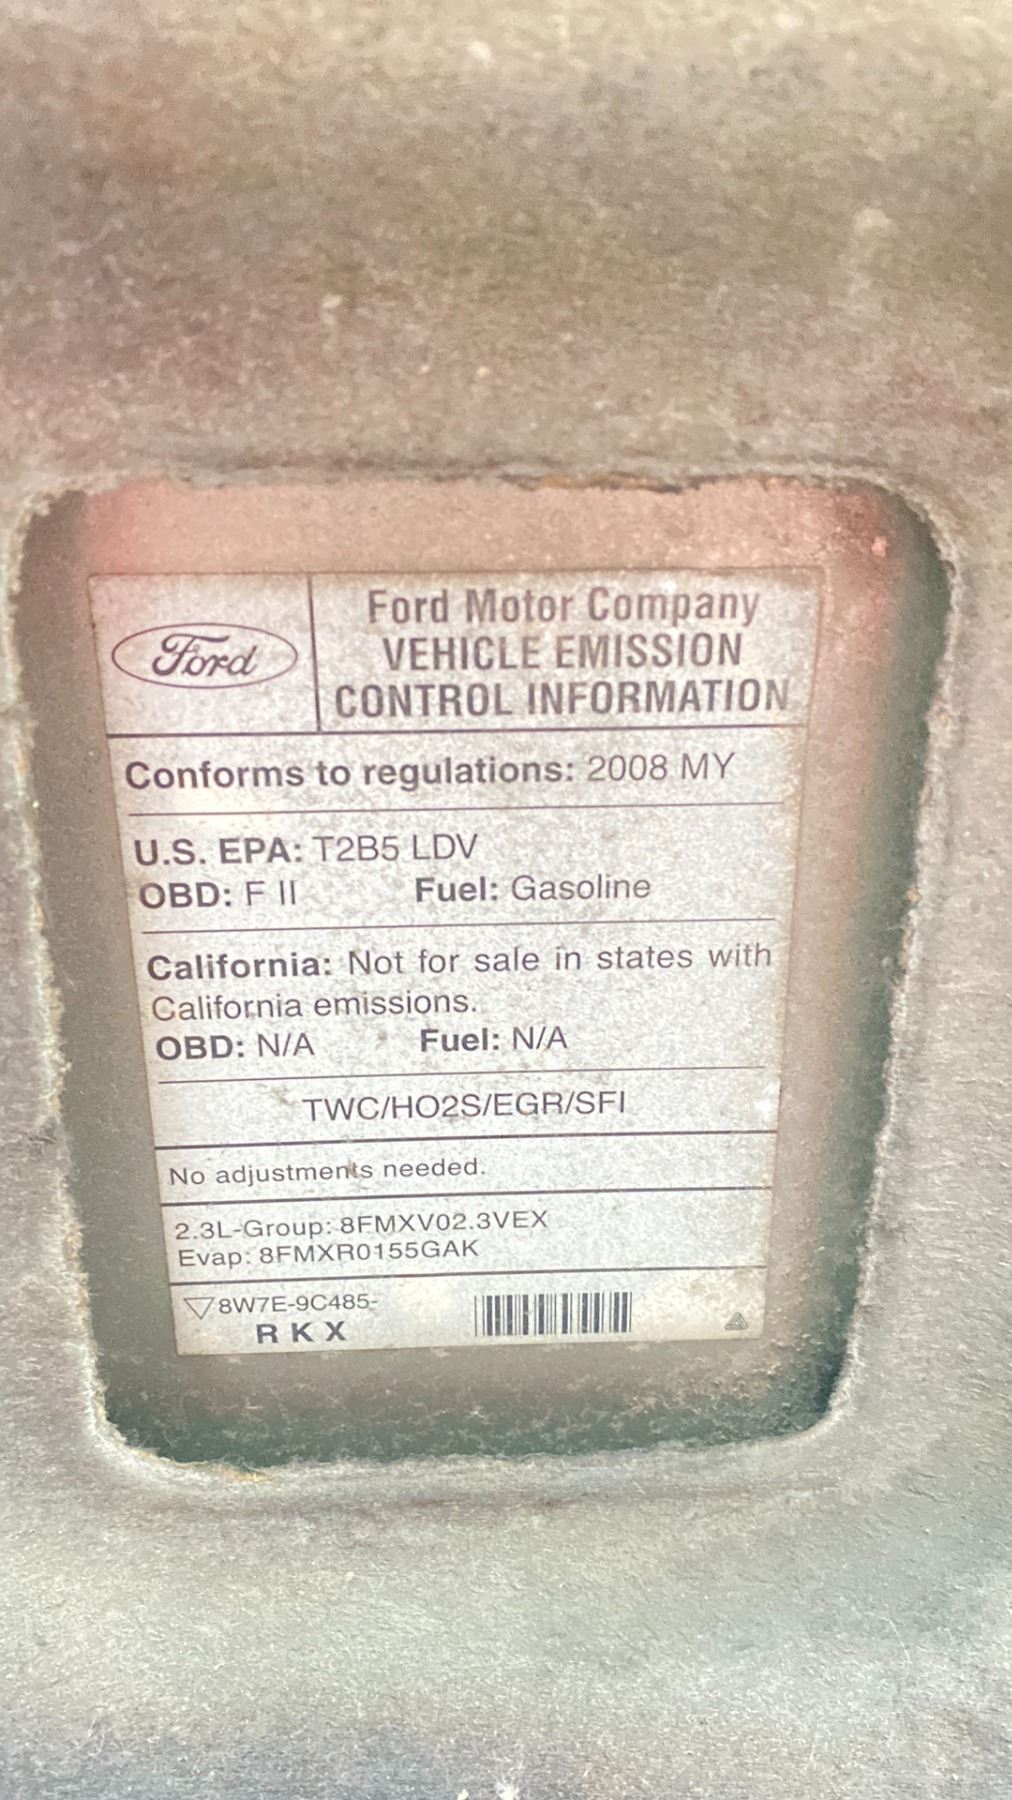 Ford
Ford Motor Company
VEHICLE EMISSION
CONTROL INFORMATION
Conforms to regulations: 2008 MY
U.S. EPA: T2B5 LDV
OBD: F II Fuel: Gasoline
California: Not for sale in states with
California emissions.
OBD: N/A Fuel: N/A
TWC/HO2S/EGR/SFI
No adjustments needed.
2.3L-Group: 8FMXV02.3VEX
Evap: 8FMXR0155GAK
8W7E-9C485-
R K X